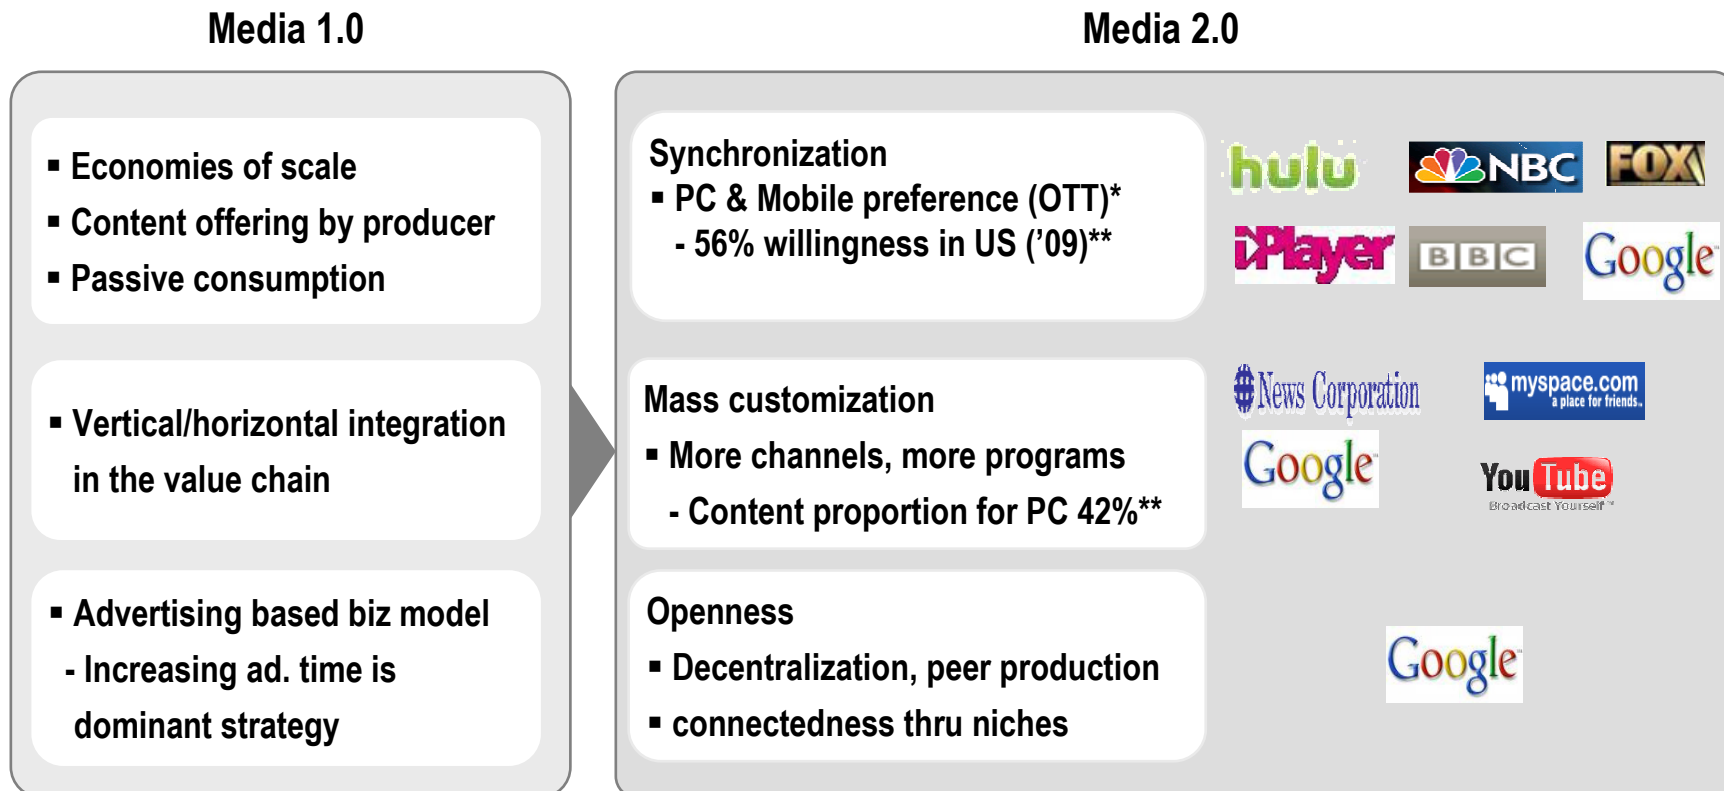 Media 1.0
Media 2.0
▪ Economies of scale
▪ Content offering by producer
▪ Passive consumption
▪ Vertical/horizontal integration
in the value chain
▪ Advertising based biz model
- Increasing ad. time is
dominant strategy
Synchronization
▪ PC & Mobile preference (OTT)*
- 56% willingness in US (’09)**
hulu
NBC
FOX
iPlayer
BBC
Google
Mass customization
▪ More channels, more programs
- Content proportion for PC 42%**
News Corporation
myspace.com
a place for friends
Google
YouTube
Broadcast Yourself™
Openness
▪ Decentralization, peer production
▪ connectedness thru niches
Google